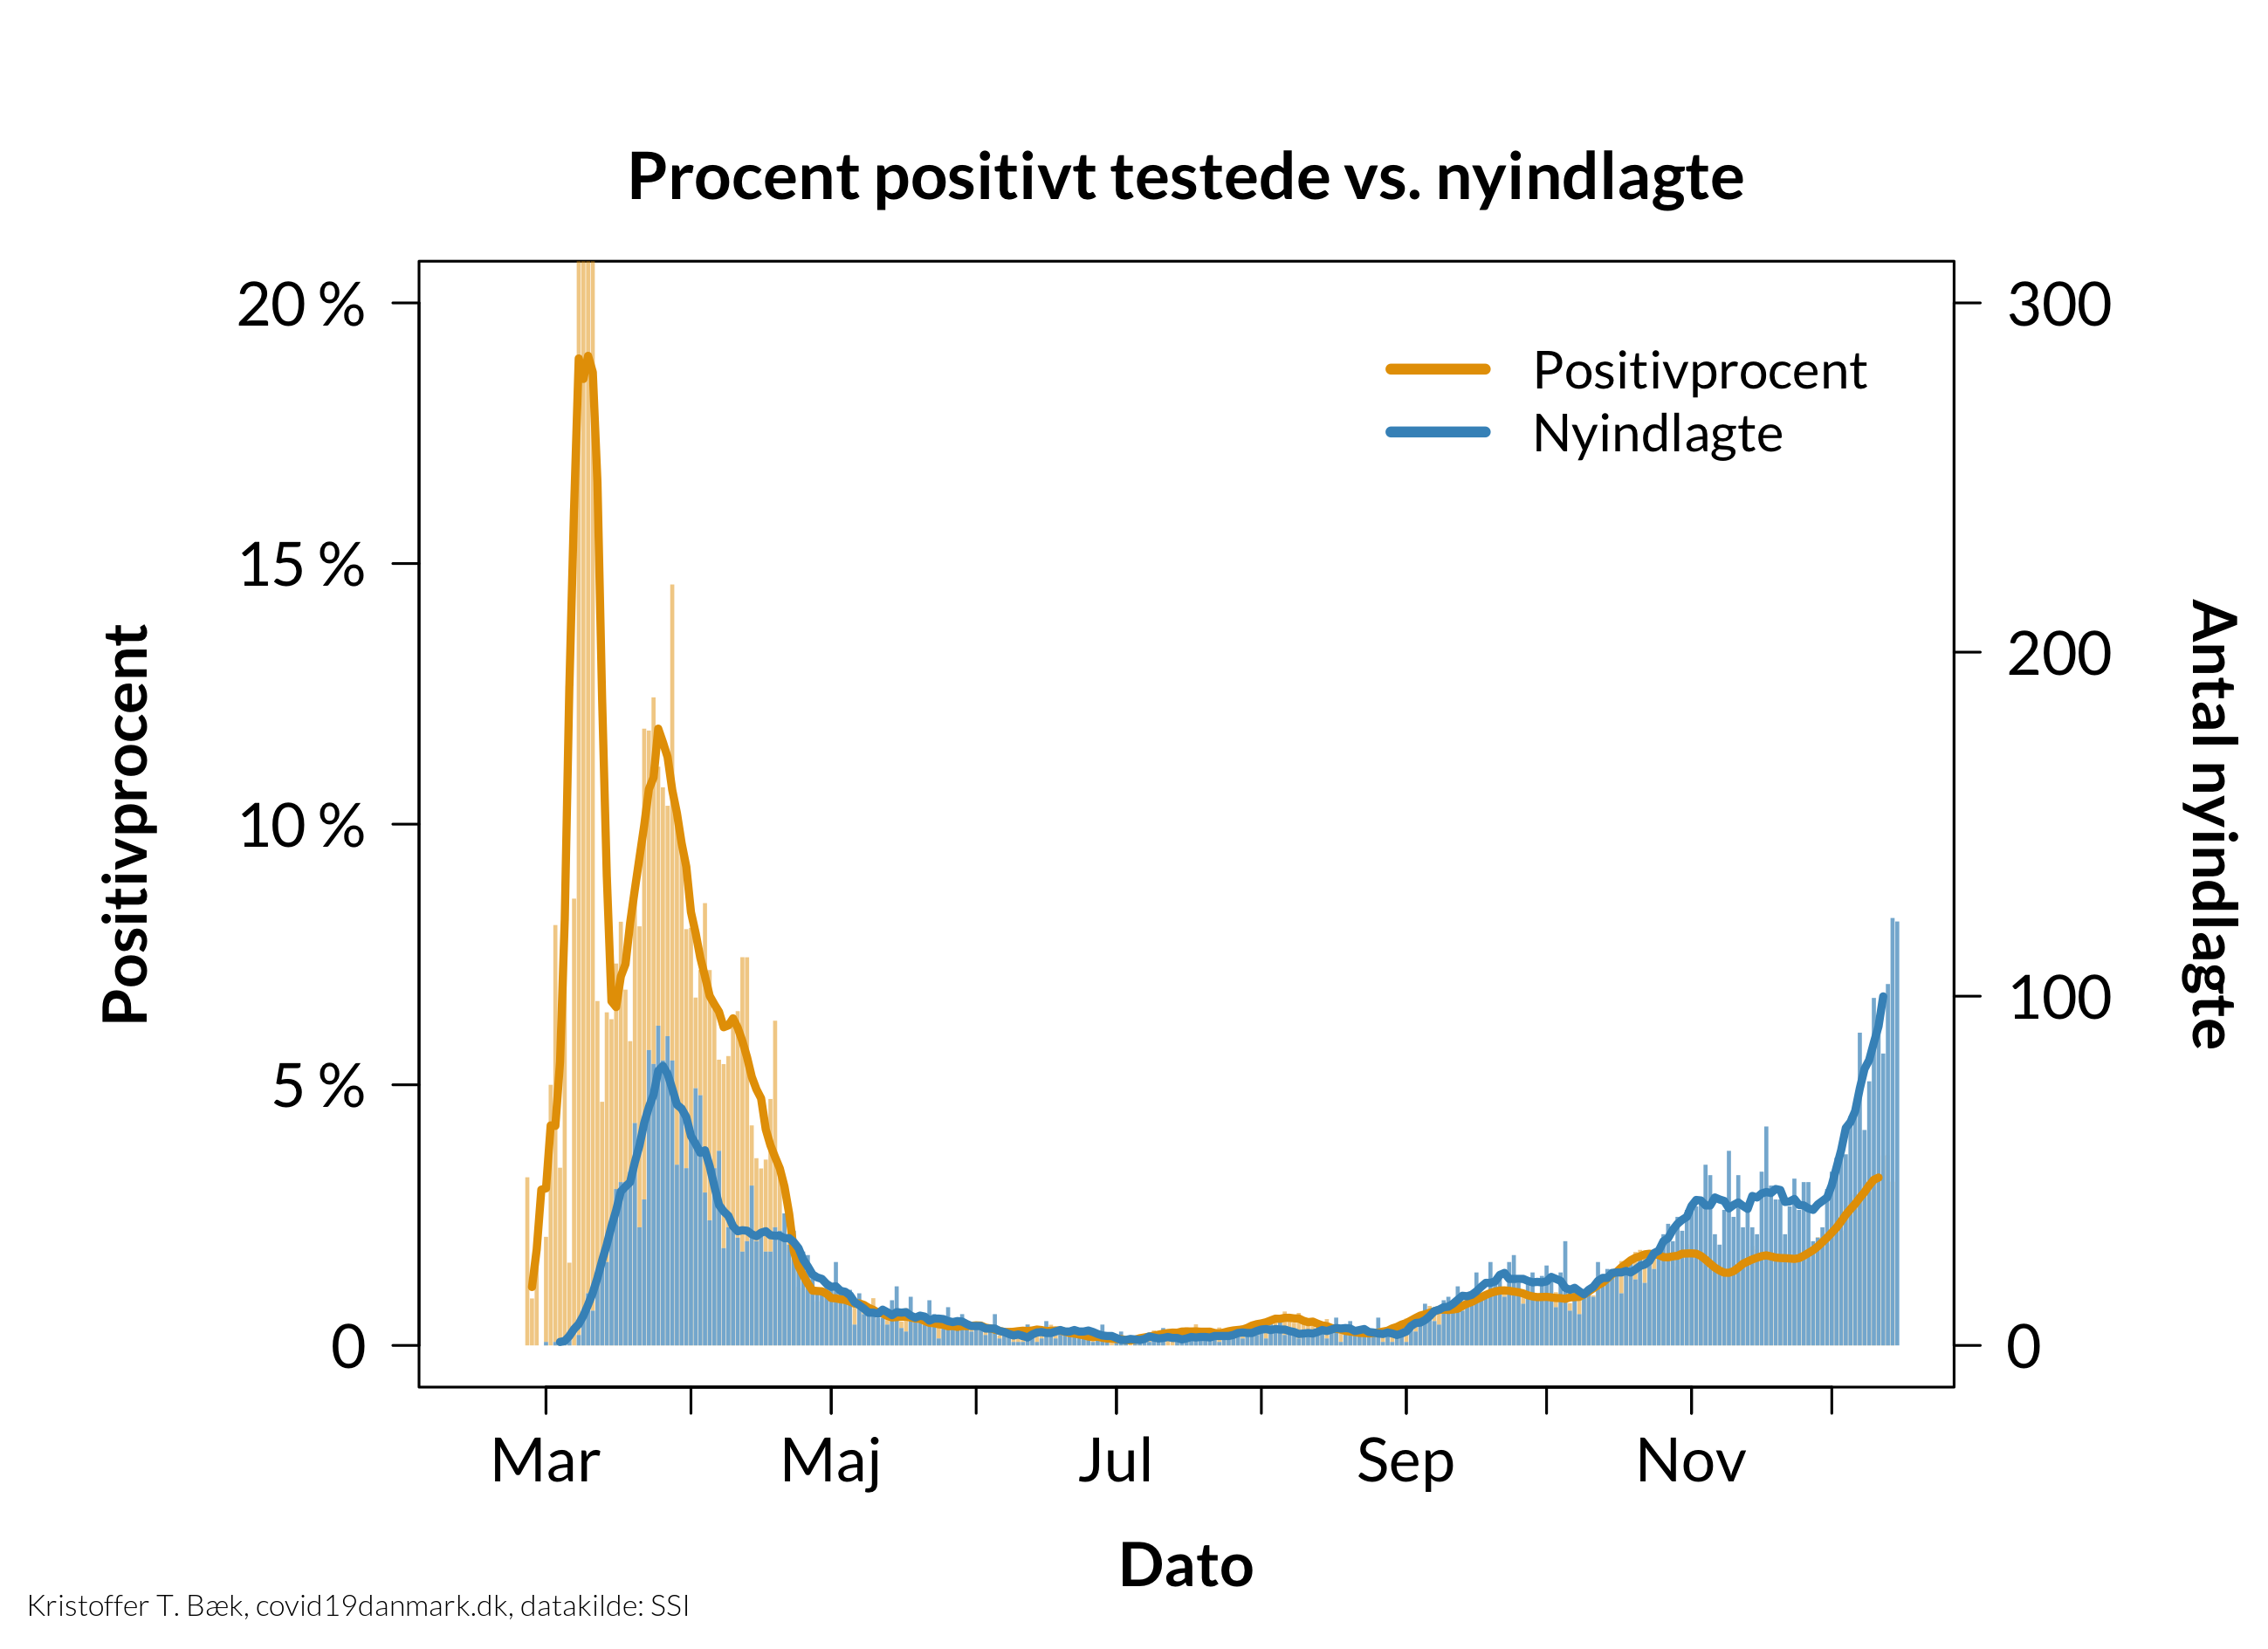 Procent positivt testede vs. nyindlagte
20 %
15 %
10 %
5 %
0
Positivprocent
300
200
100
0
Antal nyindlagte
Positivprocent
Nyindlagte
Mar Maj Jul Sep Nov
Dato
Kristoffer T. Bæk, covid19danmark.dk, datakilde: SSI